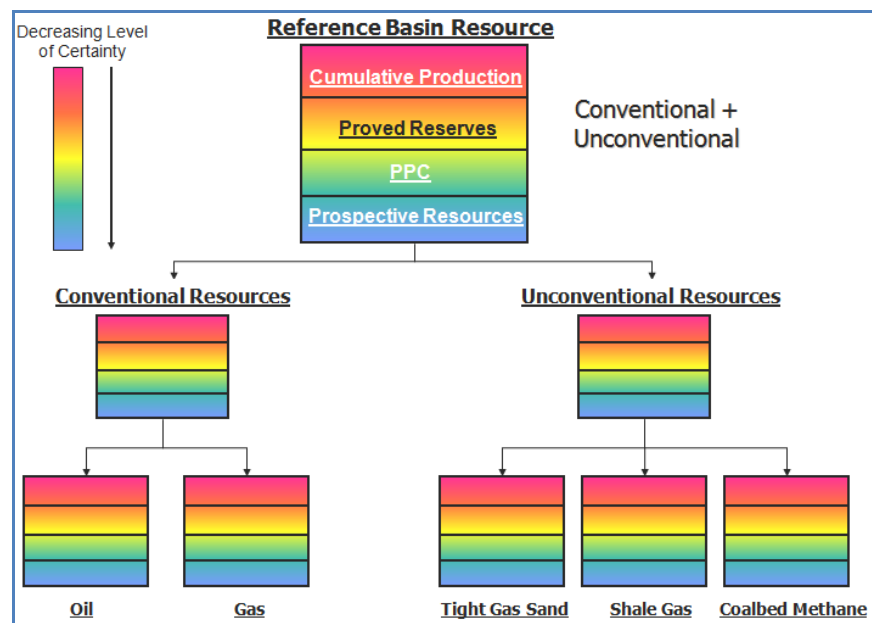 Decreasing Level
of Certainty
Reference Basin Resource
Cumulative Production
Proved Reserves
PPC
Prospective Resources
Conventional +
Unconventional
Conventional Resources
Unconventional Resources
Oil
Gas
Tight Gas Sand
Shale Gas
Coalbed Methane